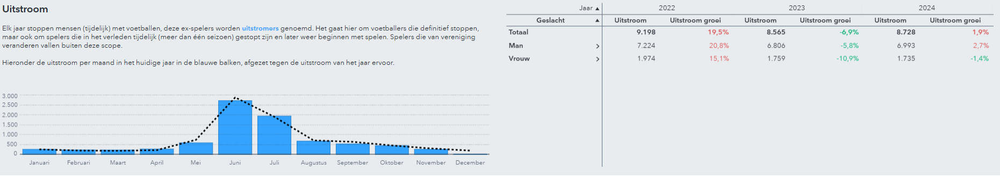 Uitstroom
Elk jaar stoppen mensen (tijdelijk) met voetballen, deze ex-spelers worden uitstromers genoemd. Het gaat hier om voetballers die definitief stoppen,
maar ook om spelers die in het verleden tijdelijk (meer dan één seizoen) gestopt zijn en later weer beginnen met spelen. Spelers die van vereniging
veranderen vallen buiten deze scope.
Hieronder de uitstroom per maand in het huidige jaar in de blauwe balken, afgezet tegen de uitstroom van het jaar ervoor.
3.000
2.500
2.000
1.500
1.000
500
0
Januari Februari Maart April Mei Juni Juli Augustus September Oktober November December
Jaar 2022 2023 2024
Geslacht Uitstroom Uitstroom groei Uitstroom Uitstroom groei Uitstroom Uitstroom groei
Totaal 9.198 19,5% 8.565 -6,9% 8.728 1,9%
Man 7.224 20,8% 6.806 -5,8% 6.993 2,7%
Vrouw 1.974 15,1% 1.759 -10,9% 1.735 -1,4%